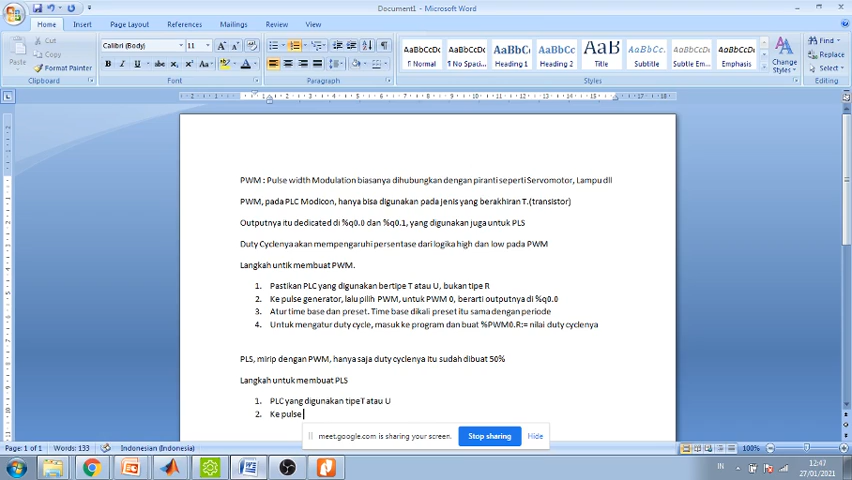 Document1 - Microsoft Word
Home Insert Page Layout References Mailings Review View
Cut
Copy
Format Painter
Paste
Calibri (Body) 11
AaBbCcDc AaBbCcDc AaBbCc AaBbCc AaB AaBbCc. AaBbCcDc AaBbCcDc
¶ Normal ¶ No Spaci... Heading 1 Heading 2 Title Subtitle Subtle Em... Emphasis
Change Styles
Find
Replace
Select
Clipboard Font Paragraph Styles Editing
PWM : Pulse width Modulation biasanya dihubungkan dengan piranti seperti Servomotor, Lampu dll
PWM, pada PLC Modicon, hanya bisa digunakan pada jenis yang berakhiran T.(transistor)
Outputnya itu dedicated di %q0.0 dan %q0.1, yang digunakan juga untuk PLS
Duty Cyclenya akan mempengaruhi persentase dari logika high dan low pada PWM
Langkah untik membuat PWM.
1. Pastikan PLC yang digunakan bertipe T atau U, bukan tipe R
2. Ke pulse generator, lalu pilih PWM, untuk PWM 0, berarti outputnya di %q0.0
3. Atur time base dan preset. Time base dikali preset itu sama dengan periode
4. Untuk mengatur duty cycle, masuk ke program dan buat %PWM0.R:= nilai duty cyclenya
PLS, mirip dengan PWM, hanya saja duty cyclenya itu sudah dibuat 50%
Langkah untuk membuat PLS
1. PLC yang digunakan tipeT atau U
2. Ke pulse
meet.google.com is sharing your screen. Stop sharing Hide
Page: 1 of 1 Words: 133 Indonesian (Indonesia) 100%
IN 12:47
27/01/2021